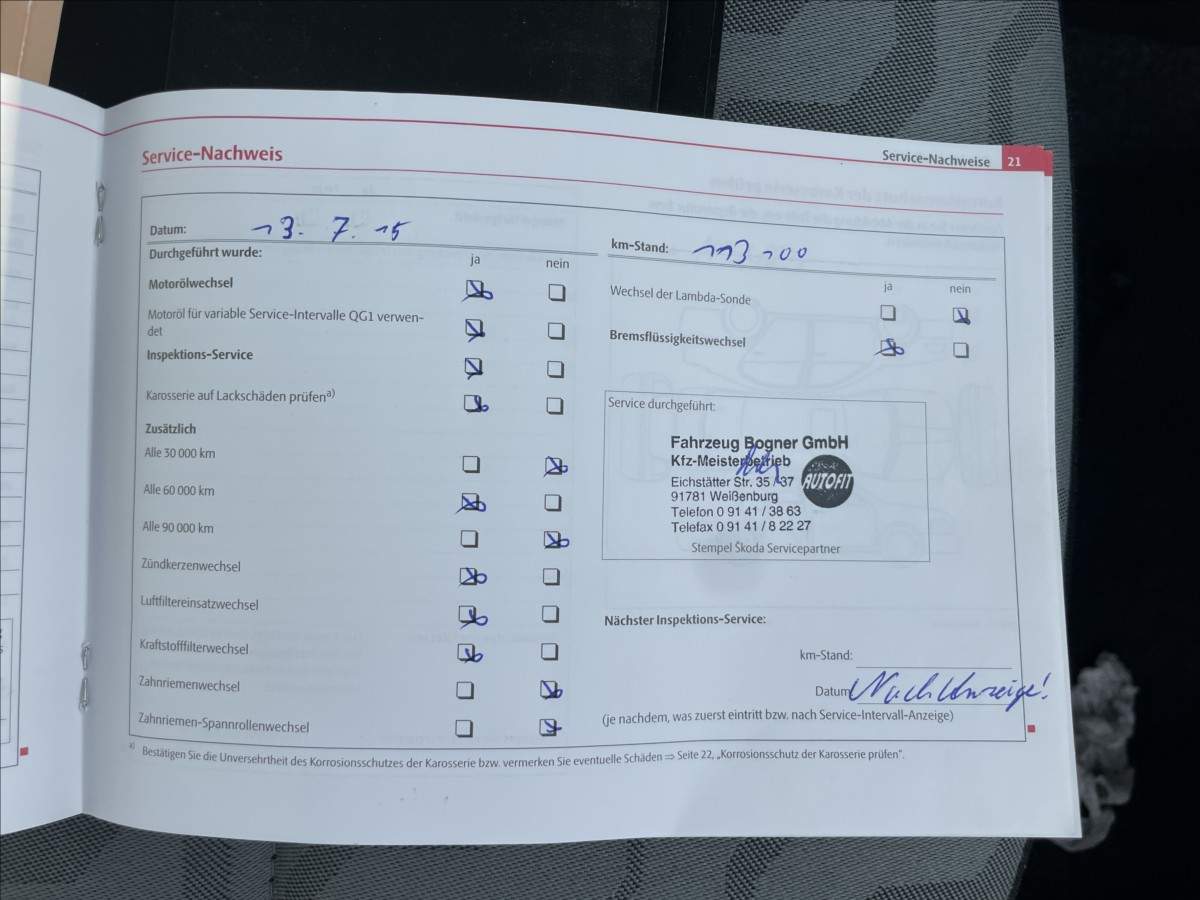 Service-Nachweis
Service-Nachweise 21
Datum: 13. 7. 15
km-Stand: 113 100
Durchgeführt wurde:
ja nein
Motorölwechsel
Motoröl für variable Service-Intervalle QG1 verwen-
det
Inspektions-Service
Karosserie auf Lackschäden prüfen a)
Zusätzlich
Alle 30 000 km
Alle 60 000 km
Alle 90 000 km
Zündkerzenwechsel
Luftfiltereinsatzwechsel
Kraftstofffilterwechsel
Zahnriemenwechsel
Zahnriemen-Spannrollenwechsel
ja nein
Wechsel der Lambda-Sonde
Bremsflüssigkeitswechsel
Service durchgeführt:
Fahrzeug Bogner GmbH
Kfz-Meisterbetrieb
Eichstätter Str. 35 / 37
91781 Weißenburg
Telefon 0 91 41 / 38 63
Telefax 0 91 41 / 8 22 27
AUTOFIT
Stempel Škoda Servicepartner
Nächster Inspektions-Service:
km-Stand:
Datum Nach Anzeige!
(je nachdem, was zuerst eintritt bzw. nach Service-Intervall-Anzeige)
a) Bestätigen Sie die Unversehrtheit des Korrosionsschutzes der Karosserie bzw. vermerken Sie eventuelle Schäden ⇒ Seite 22, „Korrosionsschutz der Karosserie prüfen“.